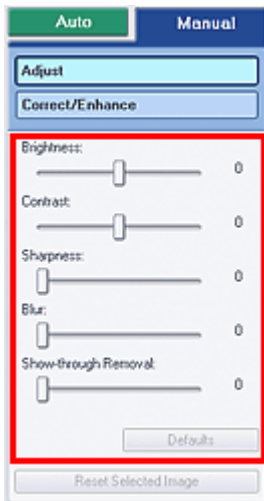 Auto Manual
Adjust
Correct/Enhance
Brightness:
0
Contrast:
0
Sharpness:
0
Blur:
0
Show-through Removal:
0
Defaults
Reset Selected Image